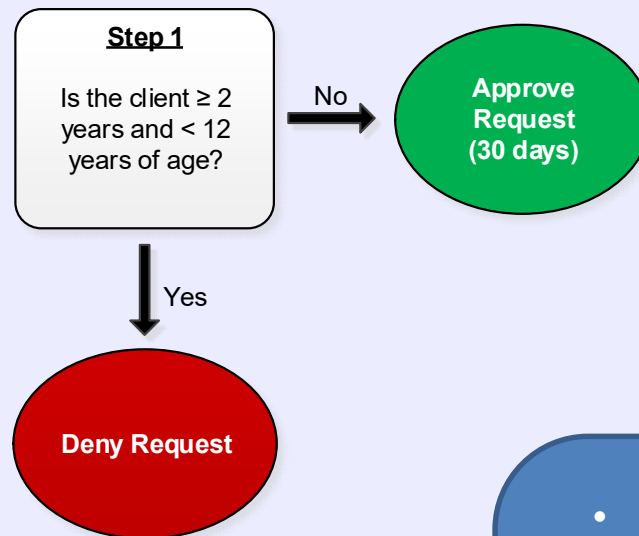 Step 1
Is the client ≥ 2
years and < 12
years of age?
No
Approve
Request
(30 days)
Yes
Deny Request
•